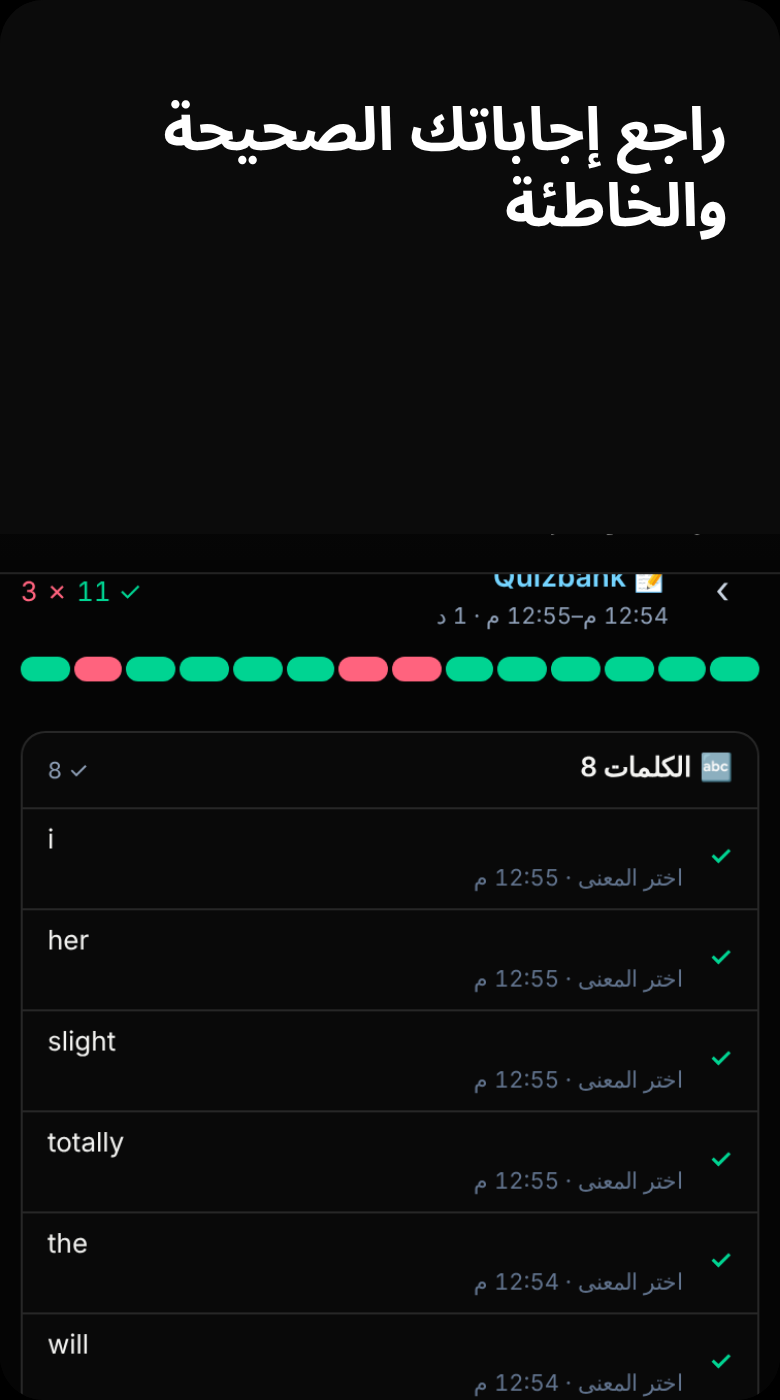 راجع إجاباتك الصحيحة
والخاطئة
Quizbank
✓ 11 × 3
12:54 م–12:55 م · 1 د
الكلمات 8
✓ 8
i
اختر المعنى · 12:55 م
her
اختر المعنى · 12:55 م
slight
اختر المعنى · 12:55 م
totally
اختر المعنى · 12:55 م
the
اختر المعنى · 12:54 م
will
اختر المعنى · 12:54 م